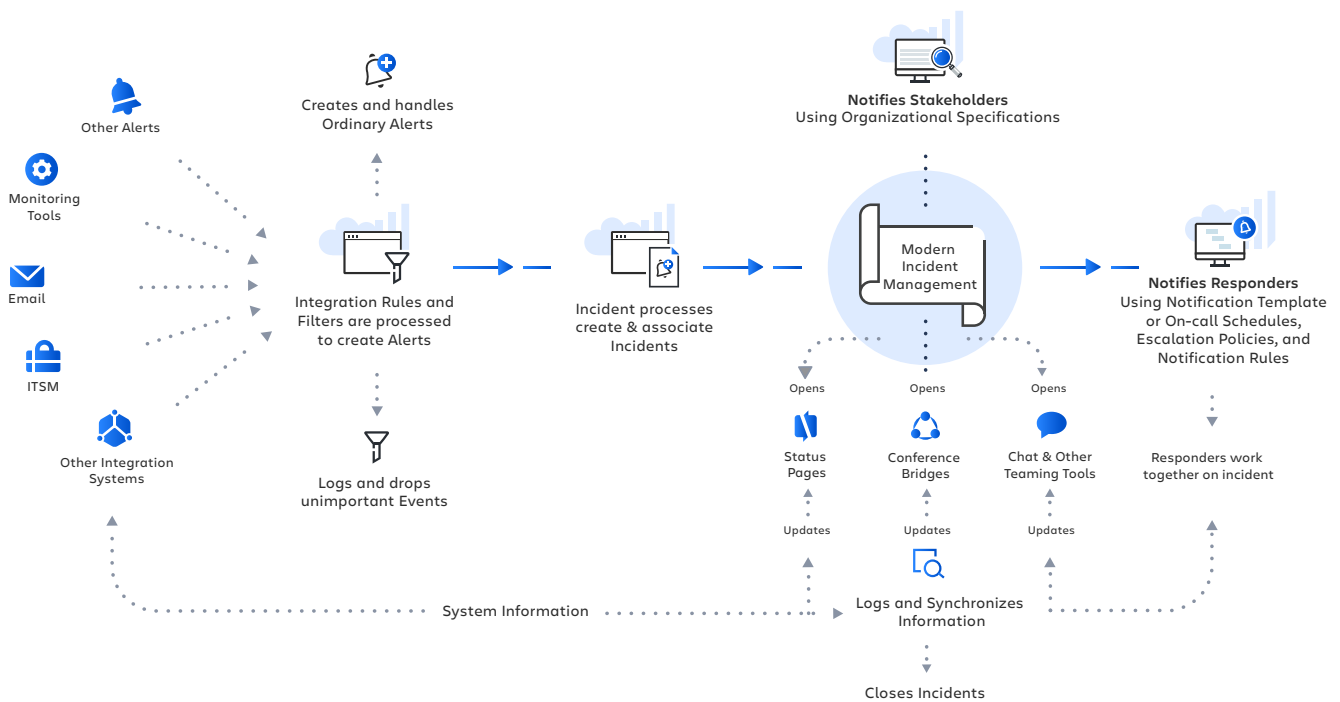 Other Alerts
Monitoring
Tools
Email
ITSM
Other Integration
Systems
Creates and handles
Ordinary Alerts
Integration Rules and
Filters are processed
to create Alerts
Logs and drops
unimportant Events
Incident processes
create & associate
Incidents
Notifies Stakeholders
Using Organizational Specifications
Modern
Incident
Management
Notifies Responders
Using Notification Template
or On-call Schedules,
Escalation Policies, and
Notification Rules
Opens
Opens
Opens
Status
Pages
Conference
Bridges
Chat & Other
Teaming Tools
Responders work
together on incident
Updates
Updates
Updates
System Information
Logs and Synchronizes
Information
Closes Incidents